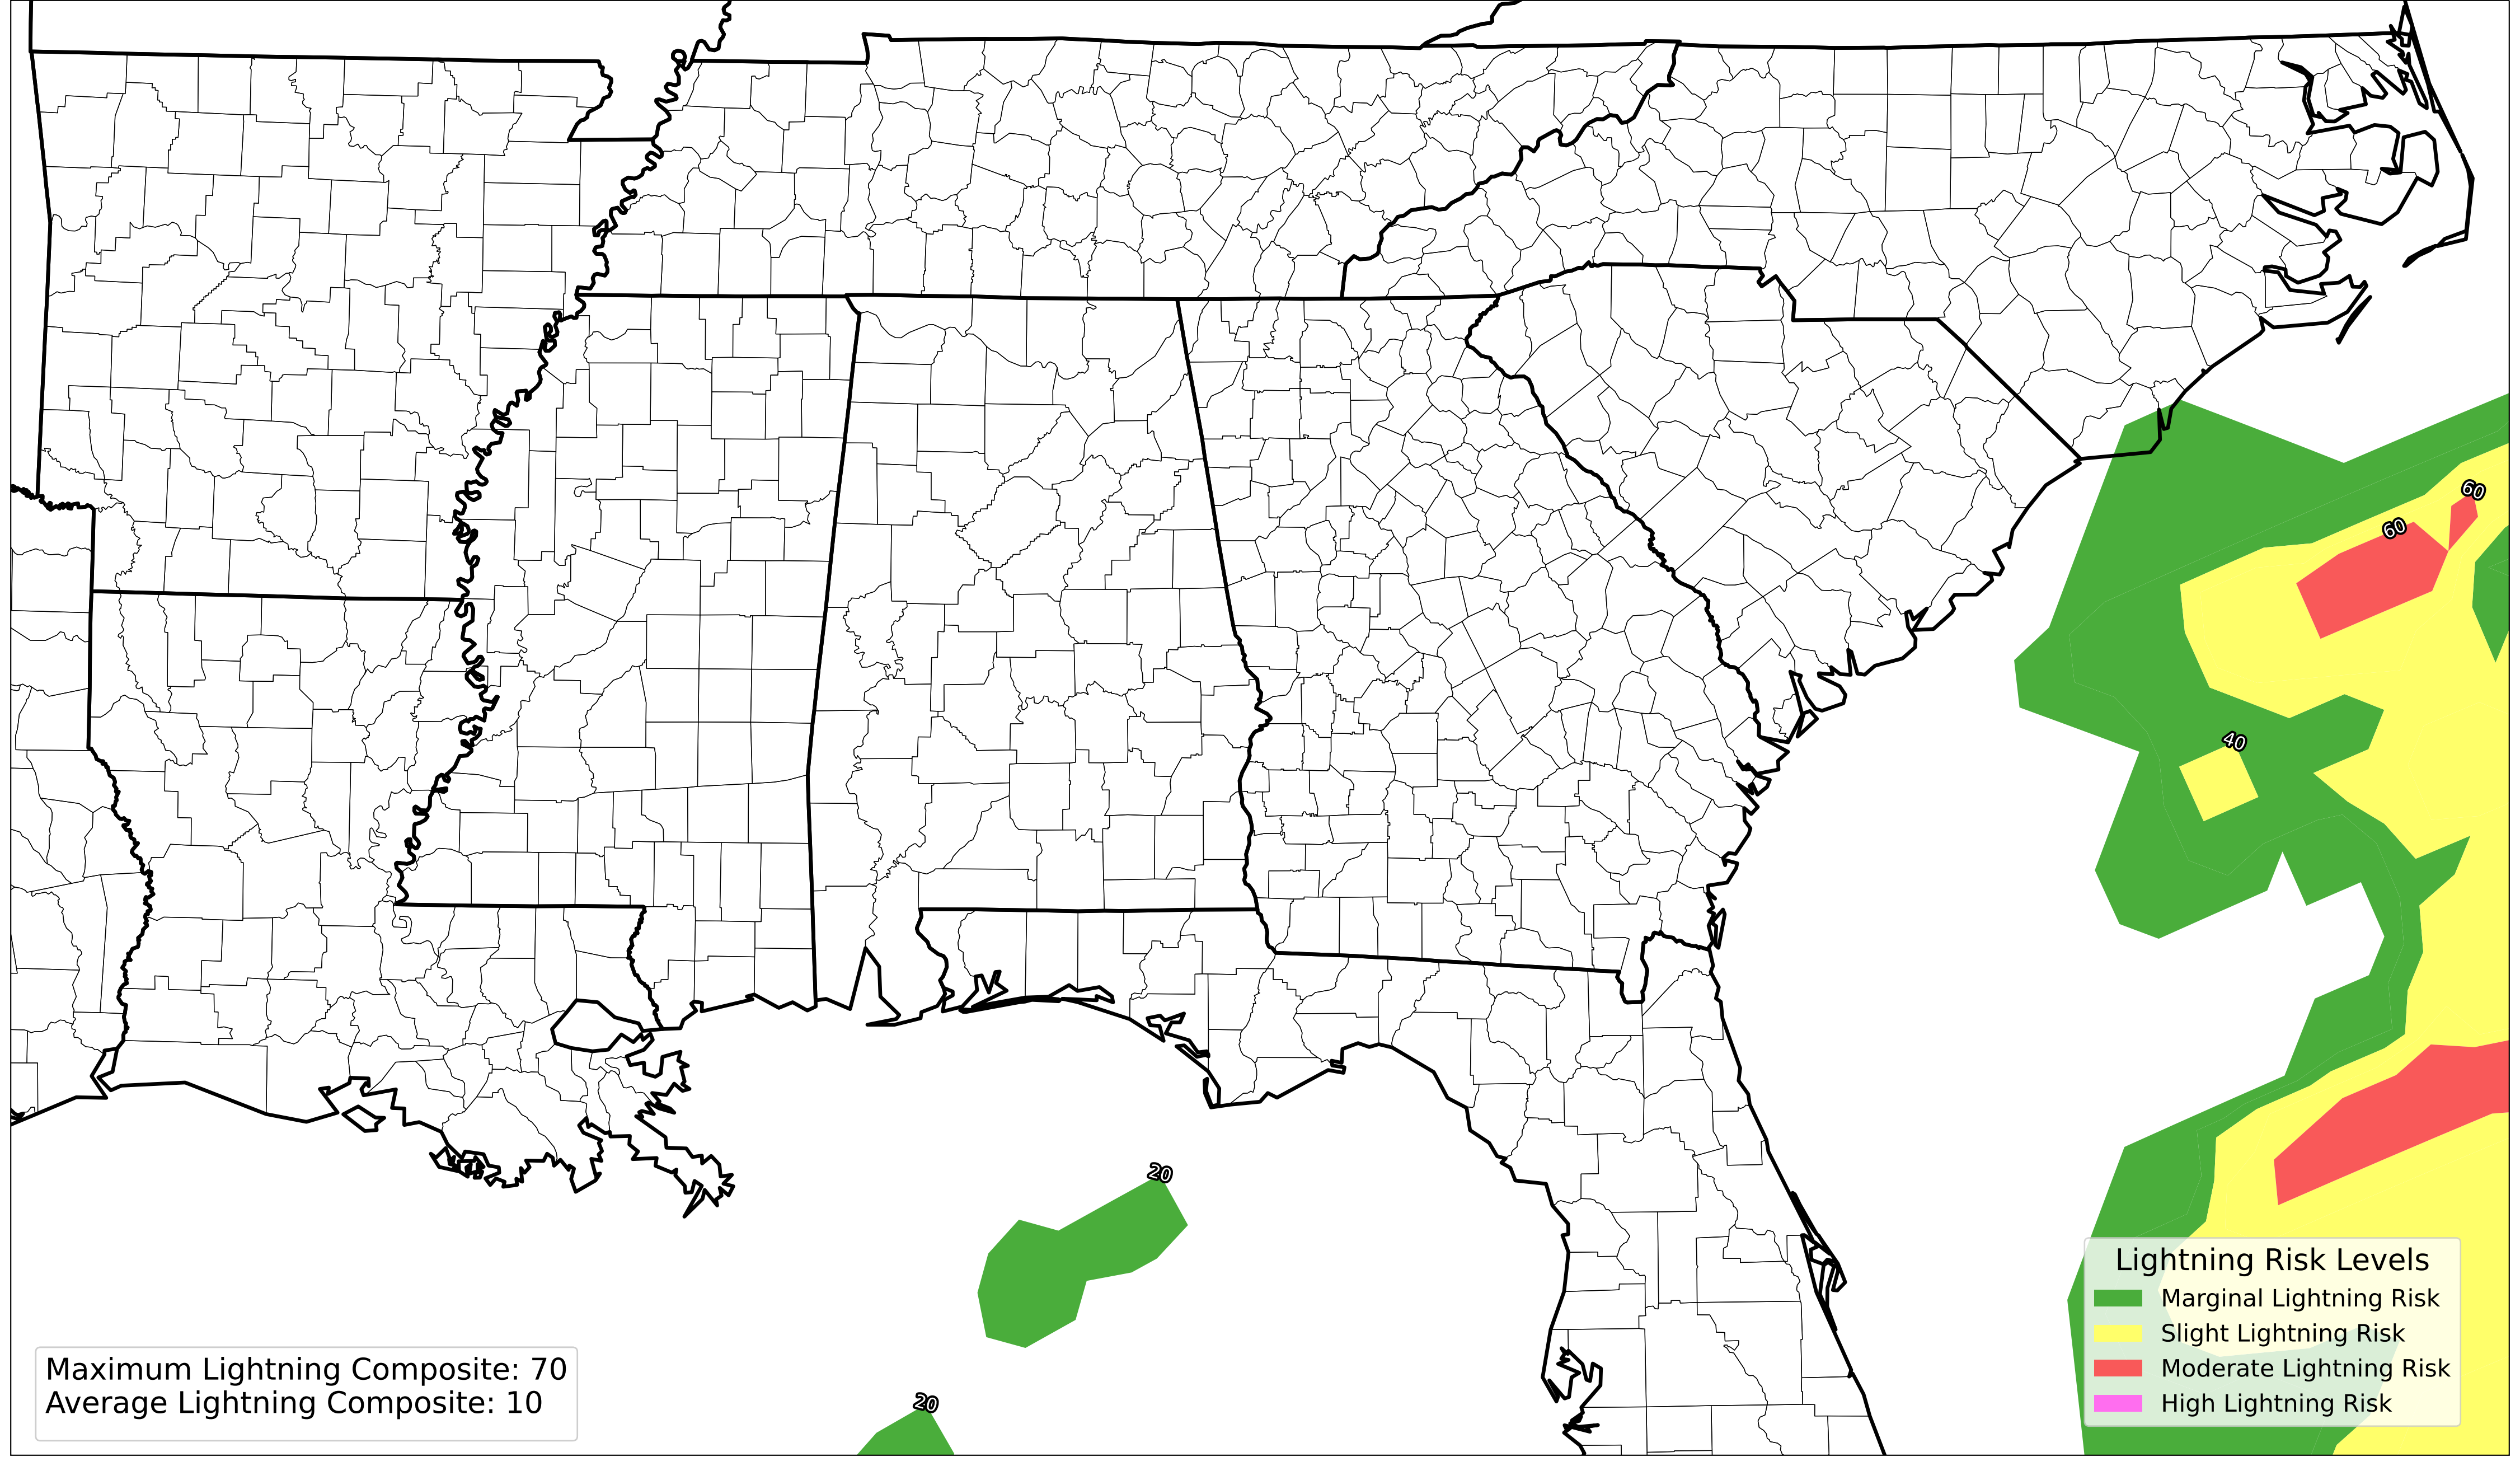 60
60
40
20
20
Maximum Lightning Composite: 70
Average Lightning Composite: 10
Lightning Risk Levels
Marginal Lightning Risk
Slight Lightning Risk
Moderate Lightning Risk
High Lightning Risk